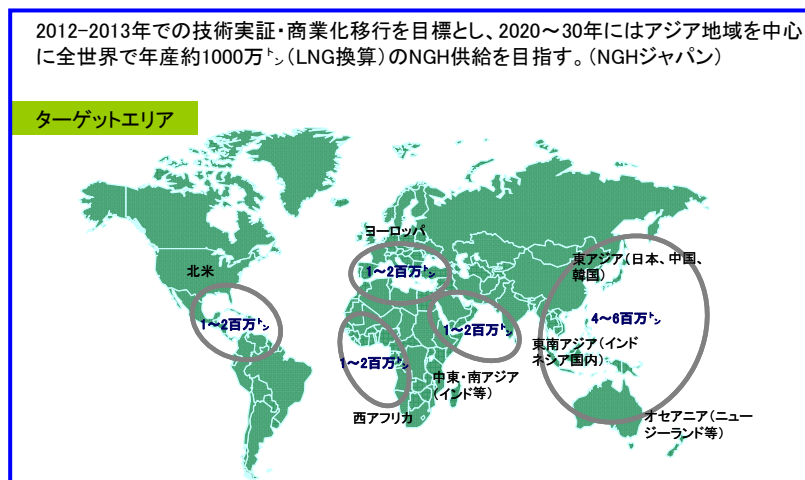 2012-2013年での技術実証・商業化移行を目標とし、2020～30年にはアジア地域を中心
に全世界で年産約1000万㌧（LNG換算）のNGH供給を目指す。（NGHジャパン）
ターゲットエリア
ヨーロッパ
北米
1～2百万㌧
東アジア（日本、中国、
韓国）
1～2百万㌧
1～2百万㌧
4～6百万㌧
1～2百万㌧
東南アジア（インド
ネシア国内）
中東・南アジア
（インド等）
西アフリカ
オセアニア（ニュー
ジーランド等）